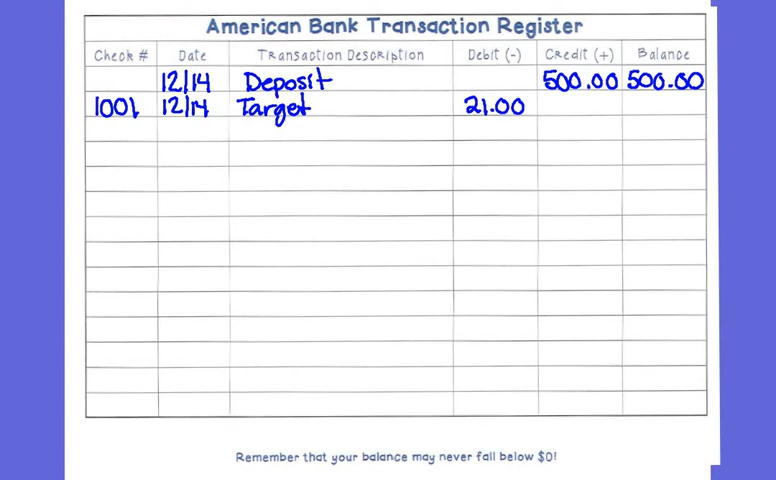 American Bank Transaction Register
Check # Date Transaction Description Debit (-) Credit (+) Balance
12/14 Deposit 500.00 500.00
1001 12/14 Target 21.00
Remember that your balance may never fall below $0!